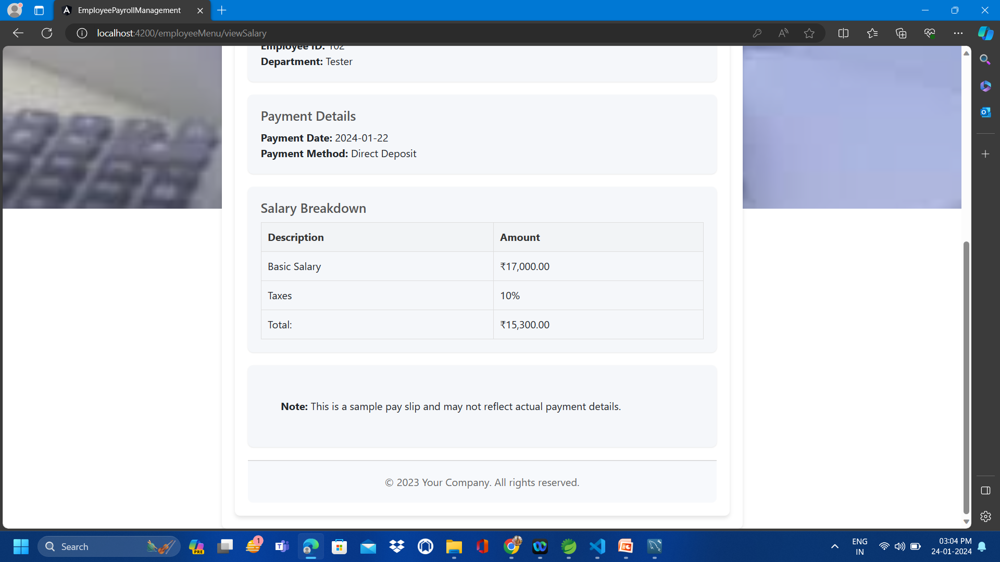 EmployeePayrollManagement
localhost:4200/employeeMenu/viewSalary
Employee ID: 102
Department: Tester
Payment Details
Payment Date: 2024-01-22
Payment Method: Direct Deposit
Salary Breakdown
Description Amount
Basic Salary ₹17,000.00
Taxes 10%
Total: ₹15,300.00
Note: This is a sample pay slip and may not reflect actual payment details.
© 2023 Your Company. All rights reserved.
Search
PRE
1
ENG
IN
03:04 PM
24-01-2024